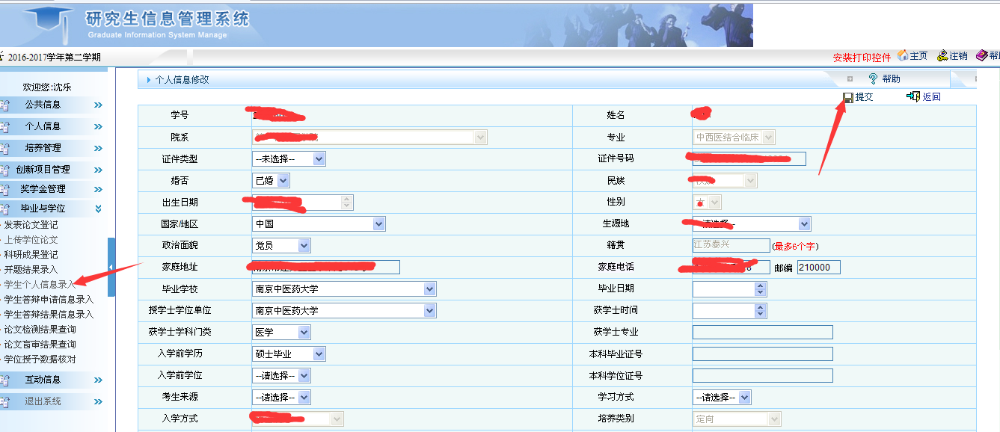 研究生信息管理系统
Graduate Information System Manage
2016-2017学年第二学期
安装打印控件 主页 注销 帮
欢迎您:沈乐
公共信息
个人信息
培养管理
创新项目管理
奖学金管理
毕业与学位
发表论文登记
上传学位论文
科研成果登记
开题结果录入
学生个人信息录入
学生答辩申请信息录入
学生答辩结果信息录入
论文检测结果查询
论文盲审结果查询
学位授予数据核对
互动信息
退出系统
个人信息修改 帮助
提交 返回
学号 姓名
院系 专业 中西医结合临床
证件类型 --未选择-- 证件号码
婚否 已婚 民族
出生日期 性别
国家/地区 中国 生源地
政治面貌 党员 籍贯 江苏泰兴 (最多6个字)
家庭地址 家庭电话 邮编 210000
毕业学校 南京中医药大学 毕业日期
授学士学位单位 南京中医药大学 获学士时间
获学士学科门类 医学 获学士专业
入学前学历 硕士毕业 本科毕业证号
入学前学位 --请选择-- 本科学位证号
考生来源 --请选择-- 学习方式 --请选择--
入学方式 培养类别 定向